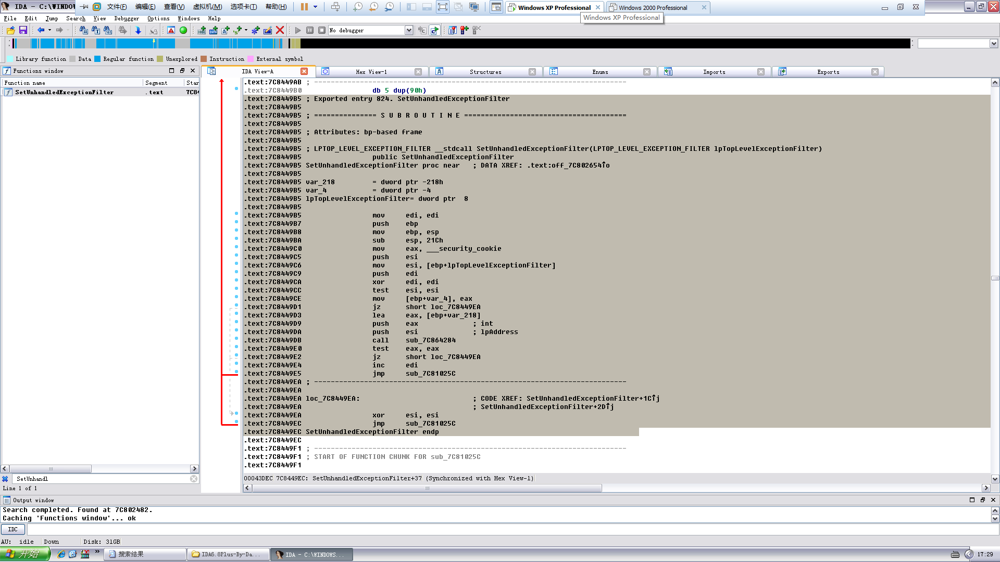 IDA - C:\WINDOW
文件(F) 编辑(E) 查看(V) 虚拟机(M) 选项卡(T) 帮助(H)
Windows XP Professional
Windows 2000 Professional
Windows XP Professional
File Edit Jump Search View Debugger Options Windows Help
No debugger
Library function Data Regular function Unexplored Instruction External symbol
Functions window
IDA View-A
Hex View-1
Structures
Enums
Imports
Exports
Function name Segment Star
SetUnhandledExceptionFilter .text 7C84
.text:7C8449AB ; ---------------------------------------------------------------------------
.text:7C8449B0 db 5 dup(90h)
.text:7C8449B5 ; Exported entry 824. SetUnhandledExceptionFilter
.text:7C8449B5
.text:7C8449B5 ; =============== S U B R O U T I N E =======================================
.text:7C8449B5
.text:7C8449B5 ; Attributes: bp-based frame
.text:7C8449B5
.text:7C8449B5 ; LPTOP_LEVEL_EXCEPTION_FILTER __stdcall SetUnhandledExceptionFilter(LPTOP_LEVEL_EXCEPTION_FILTER lpTopLevelExceptionFilter)
.text:7C8449B5 public SetUnhandledExceptionFilter
.text:7C8449B5 SetUnhandledExceptionFilter proc near ; DATA XREF: .text:off_7C802654↑o
.text:7C8449B5
.text:7C8449B5 var_218 = dword ptr -218h
.text:7C8449B5 var_4 = dword ptr -4
.text:7C8449B5 lpTopLevelExceptionFilter= dword ptr 8
.text:7C8449B5
.text:7C8449B5 mov edi, edi
.text:7C8449B7 push ebp
.text:7C8449B8 mov ebp, esp
.text:7C8449BA sub esp, 21Ch
.text:7C8449C0 mov eax, ___security_cookie
.text:7C8449C5 push esi
.text:7C8449C6 mov esi, [ebp+lpTopLevelExceptionFilter]
.text:7C8449C9 push edi
.text:7C8449CA xor edi, edi
.text:7C8449CC test esi, esi
.text:7C8449CE mov [ebp+var_4], eax
.text:7C8449D1 jz short loc_7C8449EA
.text:7C8449D3 lea eax, [ebp+var_218]
.text:7C8449D9 push eax ; int
.text:7C8449DA push esi ; lpAddress
.text:7C8449DB call sub_7C864284
.text:7C8449E0 test eax, eax
.text:7C8449E2 jz short loc_7C8449EA
.text:7C8449E4 inc edi
.text:7C8449E5 jmp sub_7C81025C
.text:7C8449EA ; ---------------------------------------------------------------------------
.text:7C8449EA
.text:7C8449EA loc_7C8449EA: ; CODE XREF: SetUnhandledExceptionFilter+1C↑j
.text:7C8449EA ; SetUnhandledExceptionFilter+2D↑j
.text:7C8449EA xor esi, esi
.text:7C8449EC jmp sub_7C81025C
.text:7C8449EC SetUnhandledExceptionFilter endp
.text:7C8449EC
.text:7C8449F1 ; ---------------------------------------------------------------------------
.text:7C8449F1 ; START OF FUNCTION CHUNK FOR sub_7C81025C
.text:7C8449F1
00043DEC 7C8449EC: SetUnhandledExceptionFilter+37 (Synchronized with Hex View-1)
SetUnhandl
Line 1 of 1
Output window
Search completed. Found at 7C802482.
Caching 'Functions window'... ok
IDC
AU: idle Down Disk: 31GB
开始
搜索结果
IDA6.8Plus-By-Da...
IDA - C:\WINDOWS...
17:29